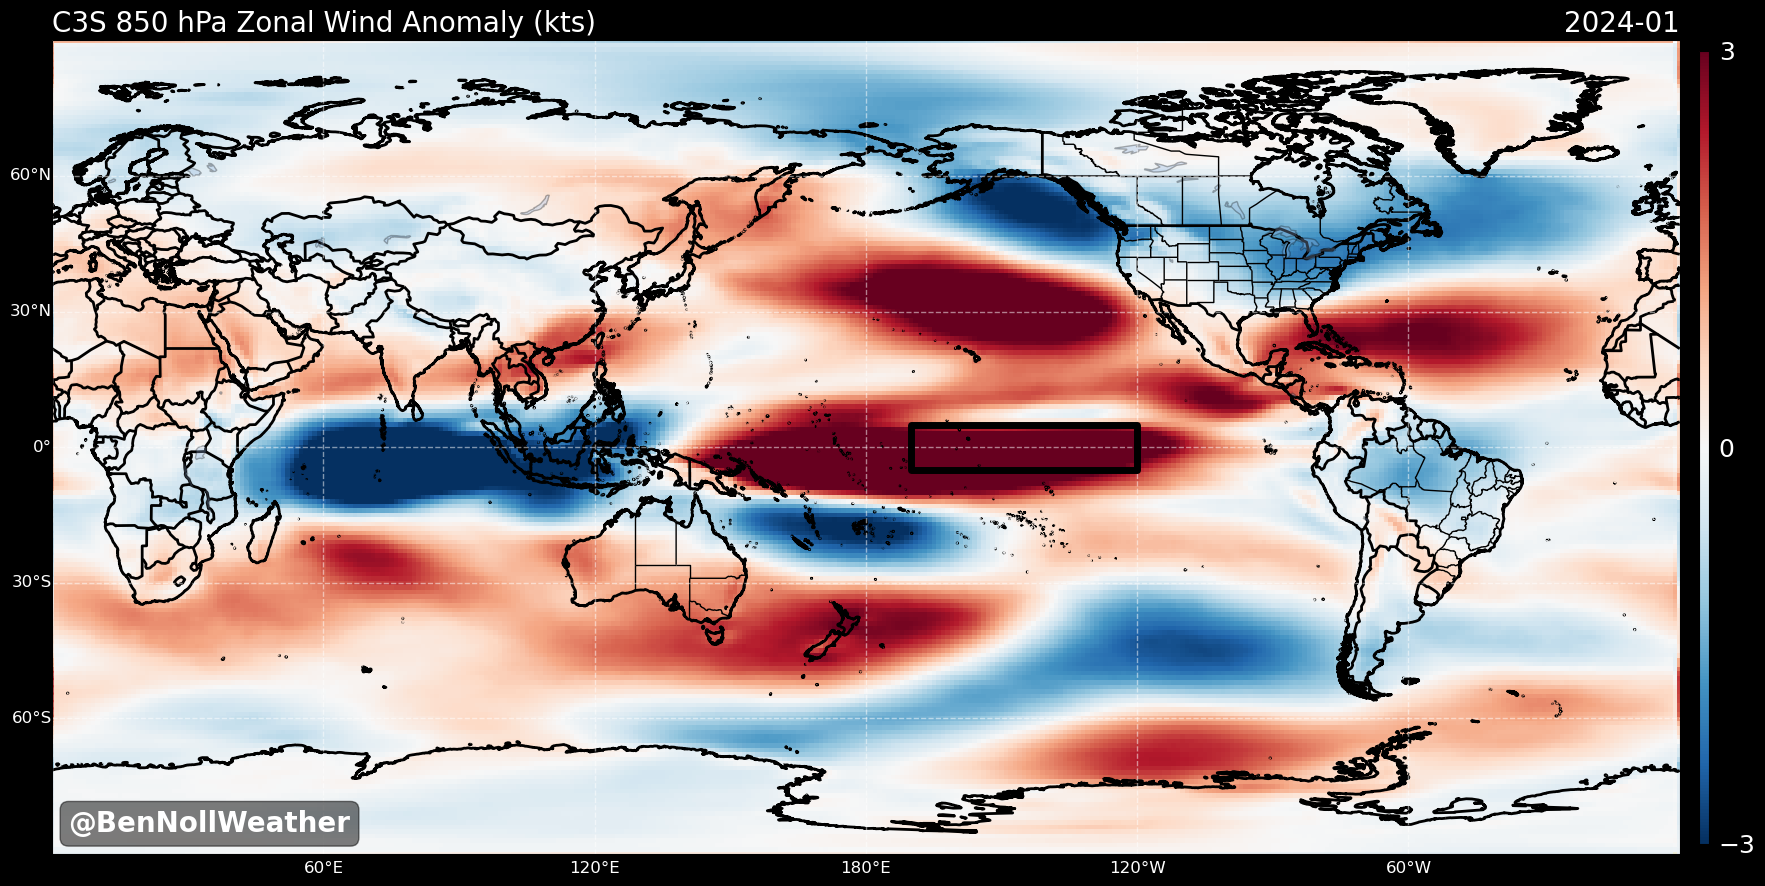 C3S 850 hPa Zonal Wind Anomaly (kts)
2024-01
3
0
−3
60°N
30°N
0°
30°S
60°S
60°E
120°E
180°E
120°W
60°W
@BenNollWeather